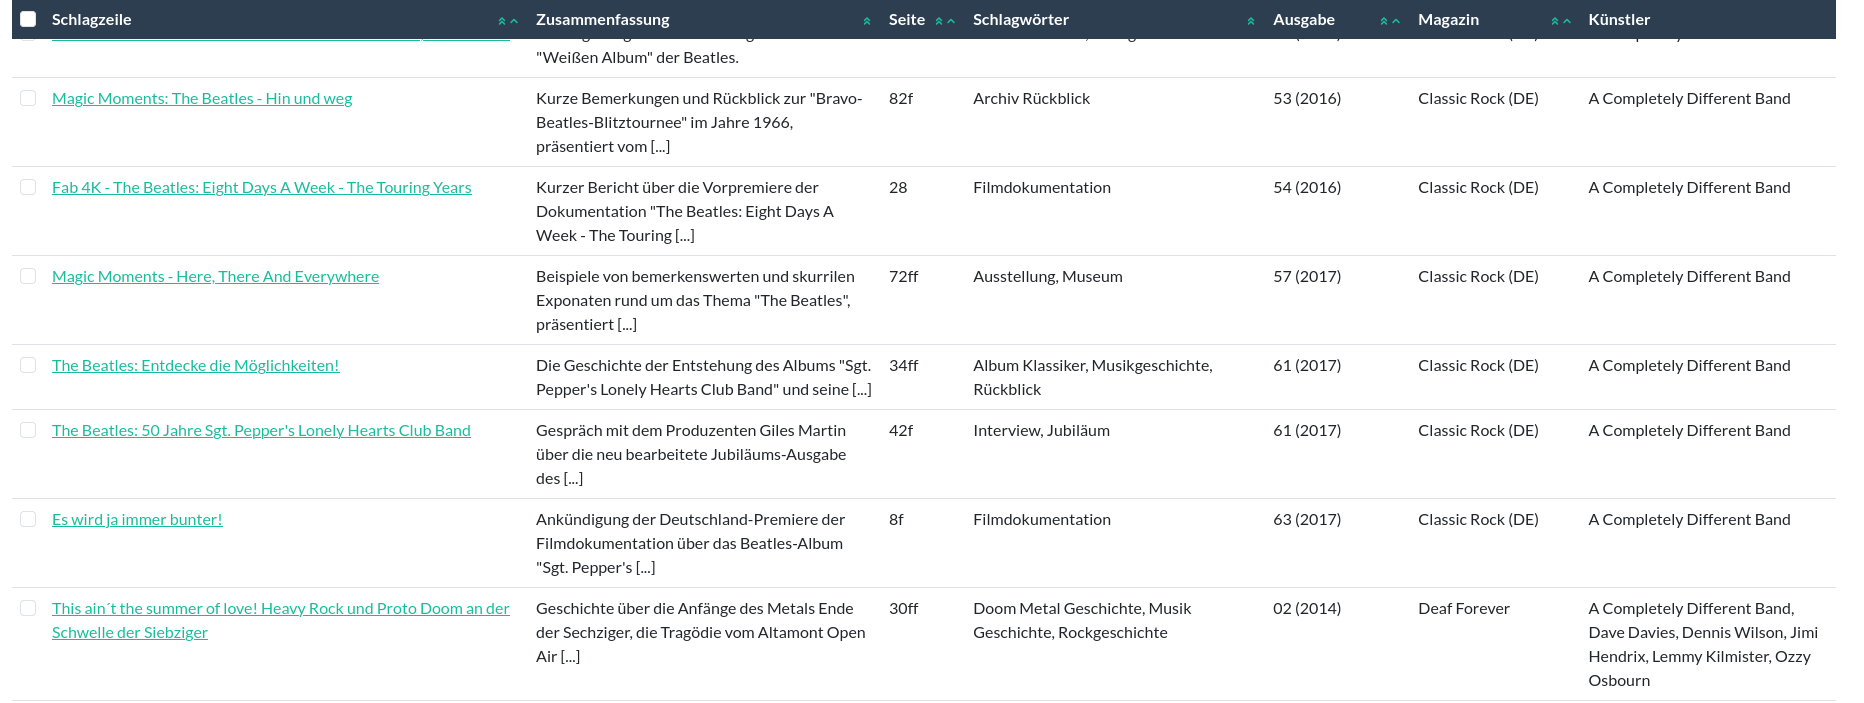 Schlagzeile Zusammenfassung Seite Schlagwörter Ausgabe Magazin Künstler
"Weißen Album" der Beatles.
Magic Moments: The Beatles - Hin und weg Kurze Bemerkungen und Rückblick zur "Bravo- 82f Archiv Rückblick 53 (2016) Classic Rock (DE) A Completely Different Band
Beatles-Blitztournee" im Jahre 1966,
präsentiert vom [...]
Fab 4K - The Beatles: Eight Days A Week - The Touring Years Kurzer Bericht über die Vorpremiere der 28 Filmdokumentation 54 (2016) Classic Rock (DE) A Completely Different Band
Dokumentation "The Beatles: Eight Days A
Week - The Touring [...]
Magic Moments - Here, There And Everywhere Beispiele von bemerkenswerten und skurrilen 72ff Ausstellung, Museum 57 (2017) Classic Rock (DE) A Completely Different Band
Exponaten rund um das Thema "The Beatles",
präsentiert [...]
The Beatles: Entdecke die Möglichkeiten! Die Geschichte der Entstehung des Albums "Sgt. 34ff Album Klassiker, Musikgeschichte, 61 (2017) Classic Rock (DE) A Completely Different Band
Pepper's Lonely Hearts Club Band" und seine [...] Rückblick
The Beatles: 50 Jahre Sgt. Pepper's Lonely Hearts Club Band Gespräch mit dem Produzenten Giles Martin 42f Interview, Jubiläum 61 (2017) Classic Rock (DE) A Completely Different Band
über die neu bearbeitete Jubiläums-Ausgabe
des [...]
Es wird ja immer bunter! Ankündigung der Deutschland-Premiere der 8f Filmdokumentation 63 (2017) Classic Rock (DE) A Completely Different Band
Filmdokumentation über das Beatles-Album
"Sgt. Pepper's [...]
This ain´t the summer of love! Heavy Rock und Proto Doom an der Geschichte über die Anfänge des Metals Ende 30ff Doom Metal Geschichte, Musik 02 (2014) Deaf Forever A Completely Different Band,
Schwelle der Siebziger der Sechziger, die Tragödie vom Altamont Open Geschichte, Rockgeschichte Dave Davies, Dennis Wilson, Jimi
Air [...] Hendrix, Lemmy Kilmister, Ozzy
Osbourn